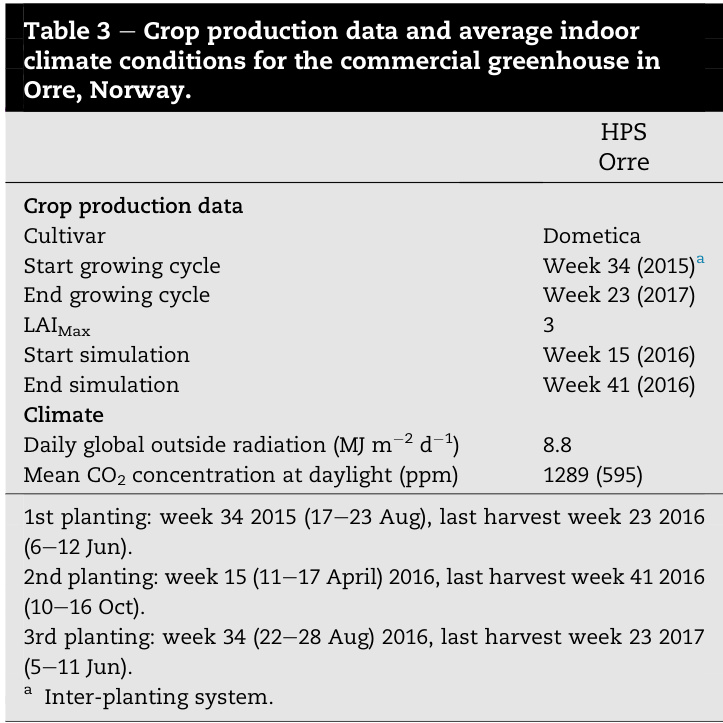 Table 3 – Crop production data and average indoor
climate conditions for the commercial greenhouse in
Orre, Norway.
HPS
Orre
Crop production data
Cultivar Dometica
Start growing cycle Week 34 (2015)ᵃ
End growing cycle Week 23 (2017)
LAI_Max 3
Start simulation Week 15 (2016)
End simulation Week 41 (2016)
Climate
Daily global outside radiation (MJ m⁻² d⁻¹) 8.8
Mean CO₂ concentration at daylight (ppm) 1289 (595)
1st planting: week 34 2015 (17–23 Aug), last harvest week 23 2016
(6–12 Jun).
2nd planting: week 15 (11–17 April) 2016, last harvest week 41 2016
(10–16 Oct).
3rd planting: week 34 (22–28 Aug) 2016, last harvest week 23 2017
(5–11 Jun).
ᵃ Inter-planting system.